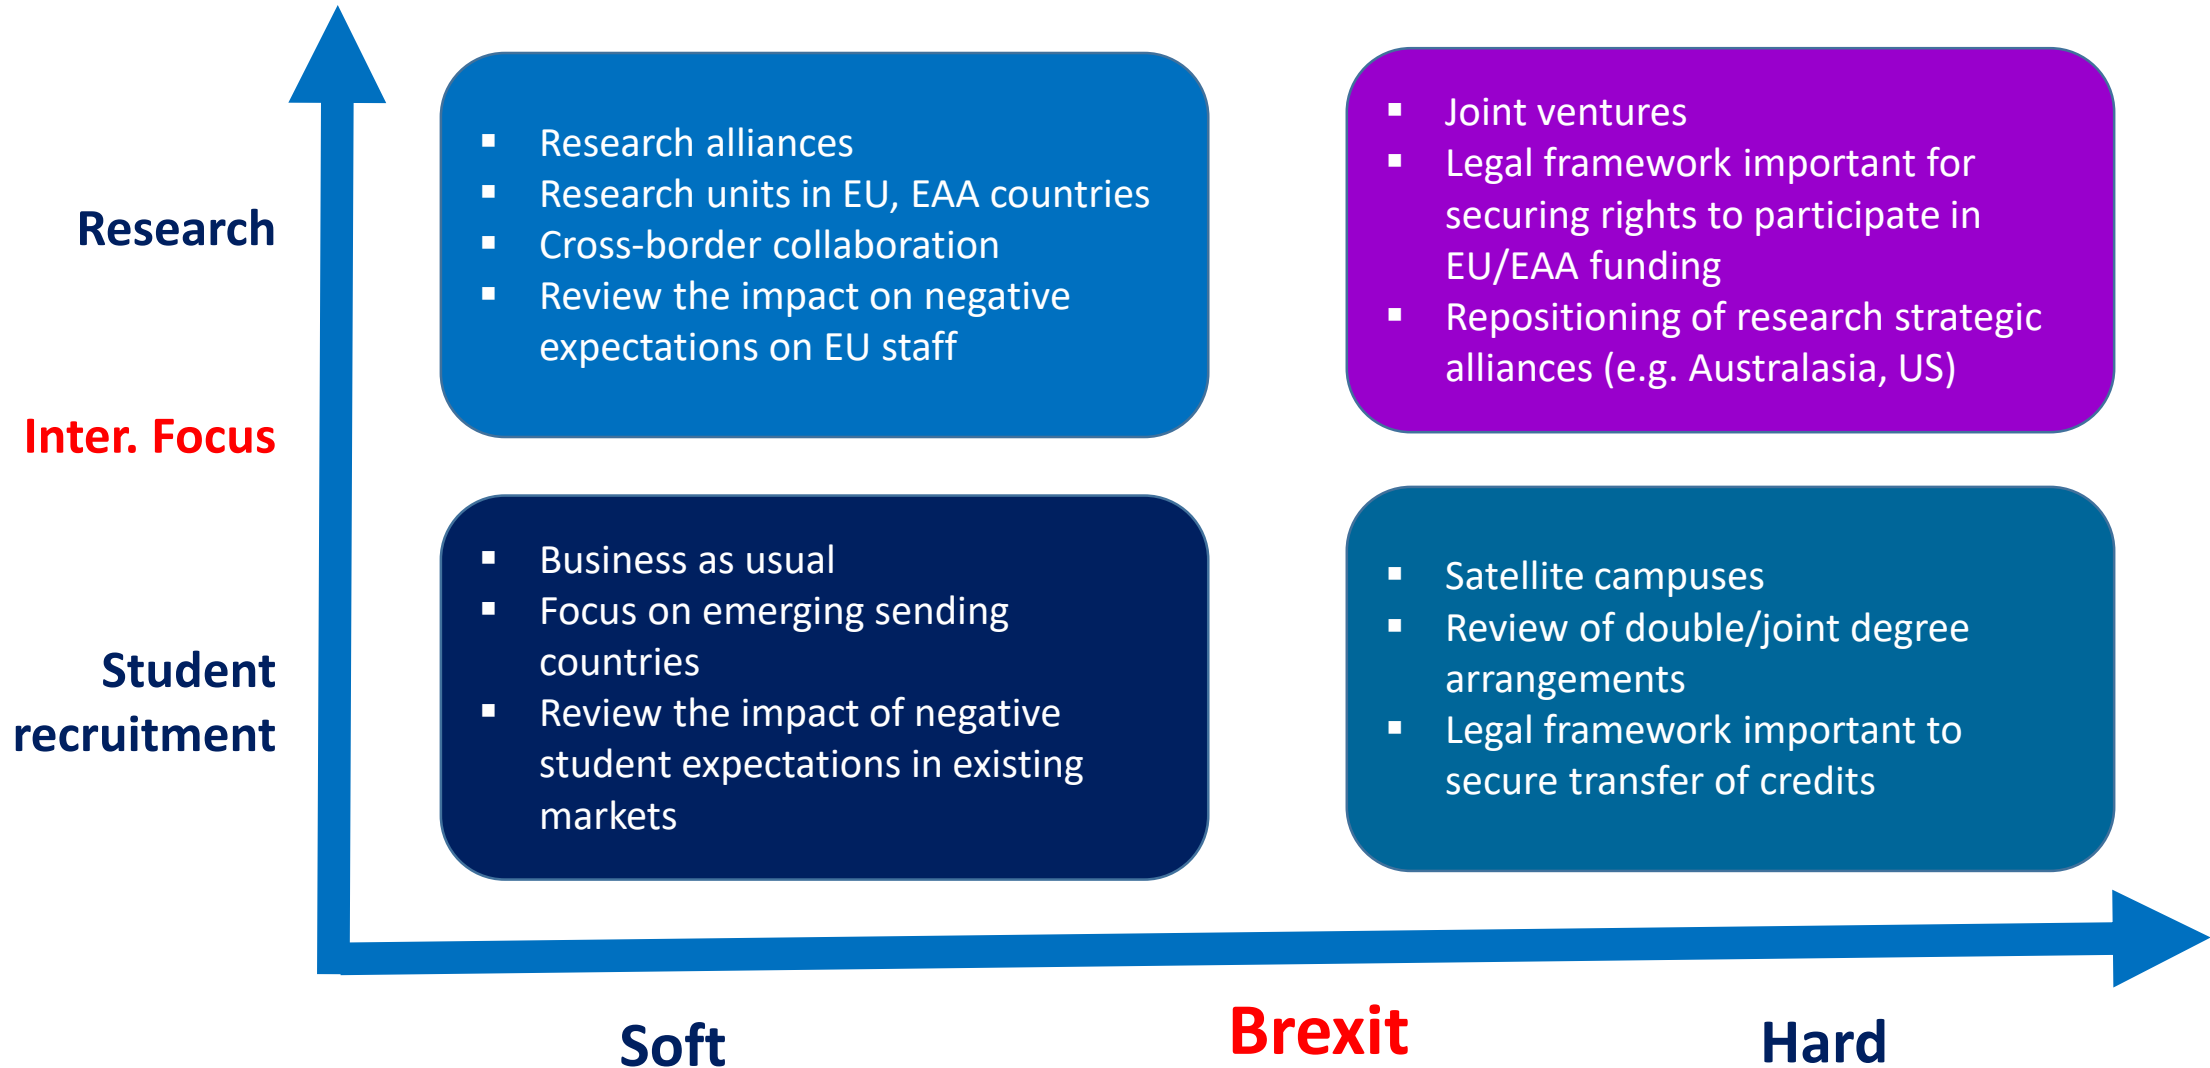 Research
Inter. Focus
Student
recruitment
▪ Research alliances
▪ Research units in EU, EAA countries
▪ Cross-border collaboration
▪ Review the impact on negative
expectations on EU staff
▪ Joint ventures
▪ Legal framework important for
securing rights to participate in
EU/EAA funding
▪ Repositioning of research strategic
alliances (e.g. Australasia, US)
▪ Business as usual
▪ Focus on emerging sending
countries
▪ Review the impact of negative
student expectations in existing
markets
▪ Satellite campuses
▪ Review of double/joint degree
arrangements
▪ Legal framework important to
secure transfer of credits
Soft
Brexit
Hard